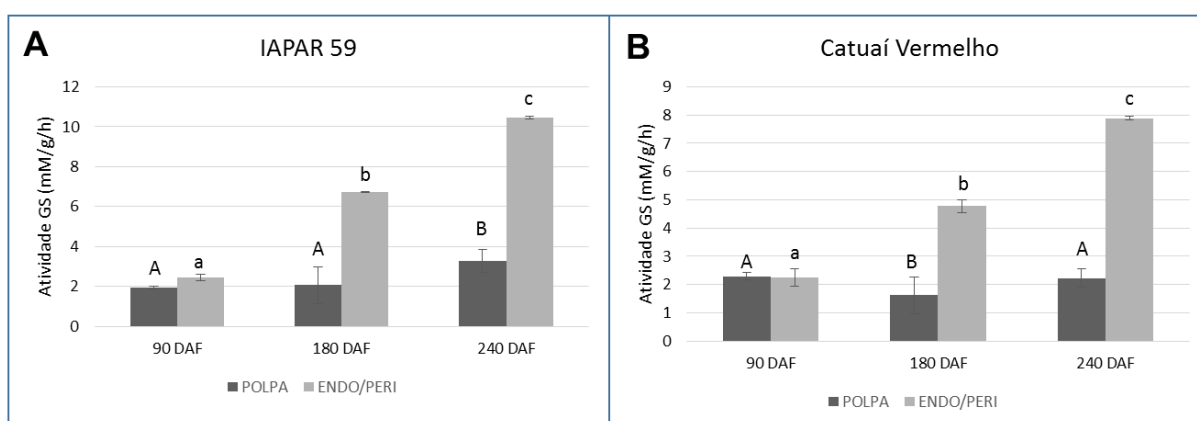 A
IAPAR 59
Atividade GS (mM/g/h)
12
10
8
6
4
2
0
A
a
A
b
B
c
90 DAF
180 DAF
240 DAF
POLPA
ENDO/PERI
B
Catuaí Vermelho
Atividade GS (mM/g/h)
9
8
7
6
5
4
3
2
1
0
A
a
B
b
A
c
90 DAF
180 DAF
240 DAF
POLPA
ENDO/PERI